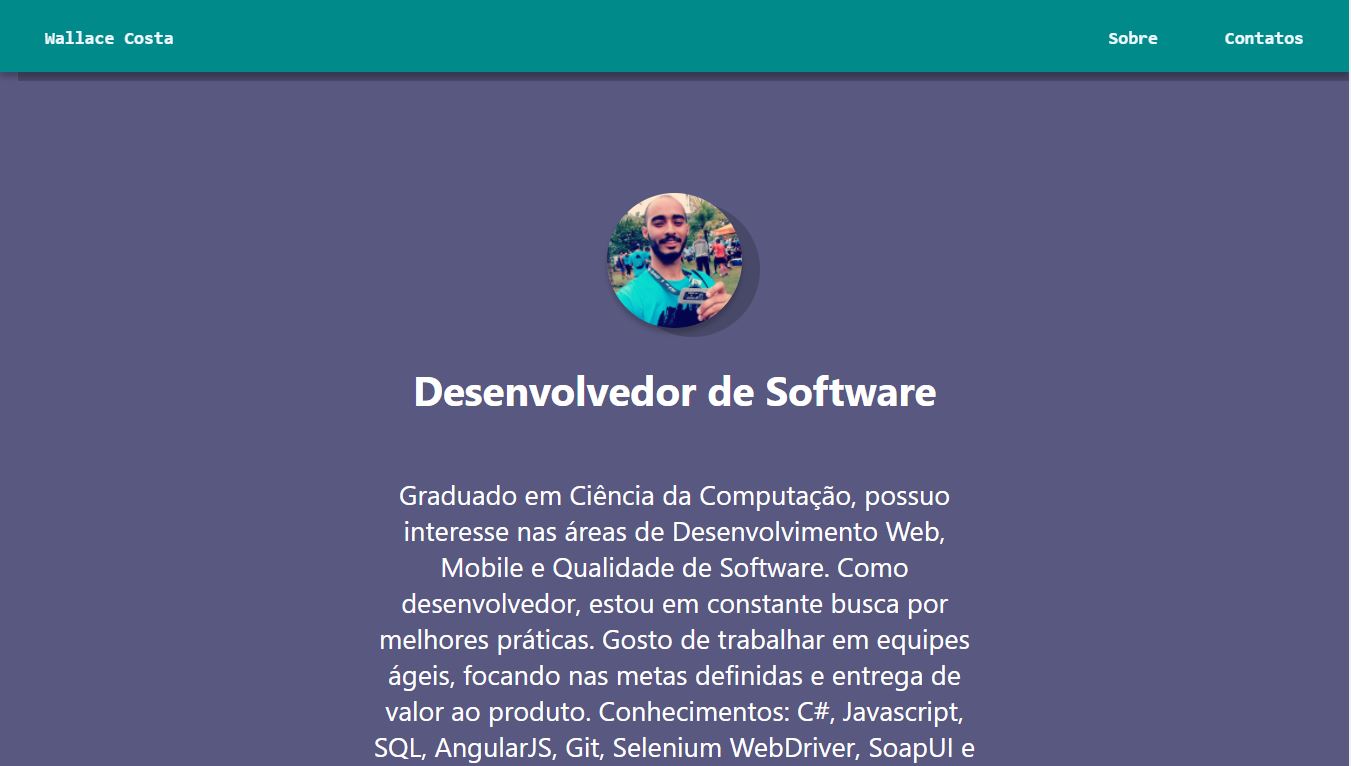 Wallace Costa
Sobre
Contatos
Desenvolvedor de Software
Graduado em Ciência da Computação, possuo
interesse nas áreas de Desenvolvimento Web,
Mobile e Qualidade de Software. Como
desenvolvedor, estou em constante busca por
melhores práticas. Gosto de trabalhar em equipes
ágeis, focando nas metas definidas e entrega de
valor ao produto. Conhecimentos: C#, Javascript,
SQL, AngularJS, Git, Selenium WebDriver, SoapUI e